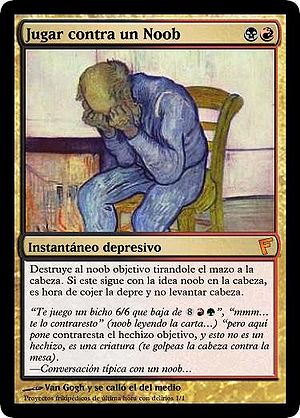 Jugar contra un Noob
Instantáneo depresivo
Destruye al noob objetivo tirandole el mazo a la
cabeza. Si este sigue con la idea noob en la cabeza,
es hora de cojer la depre y no levantar cabeza.
“Te juego un bicho 6/6 que baja de 8 ”, “mmm...
te lo contraresto” (noob leyendo la carta...) “pero aquí
pone contraresta el hechizo objetivo, y esto no es un
hechizo, es una criatura (te golpeas la cabeza contra la
mesa).
—Conversación típica con un noob...
Van Gogh y se calló el del medio
Proyectos frikipédicos de última hora con delirios 1/1